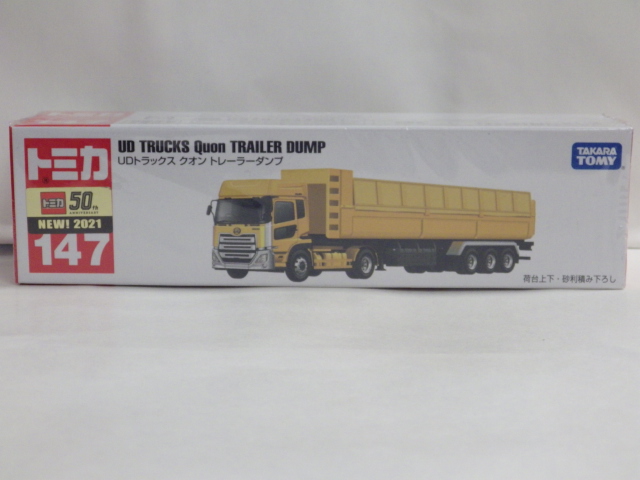 トミカ
トミカ 50th
ANNIVERSARY
NEW! 2021
147
UD TRUCKS Quon TRAILER DUMP
UDトラックス クオン トレーラーダンプ
TAKARA
TOMY
荷台上下・砂利積み下ろし